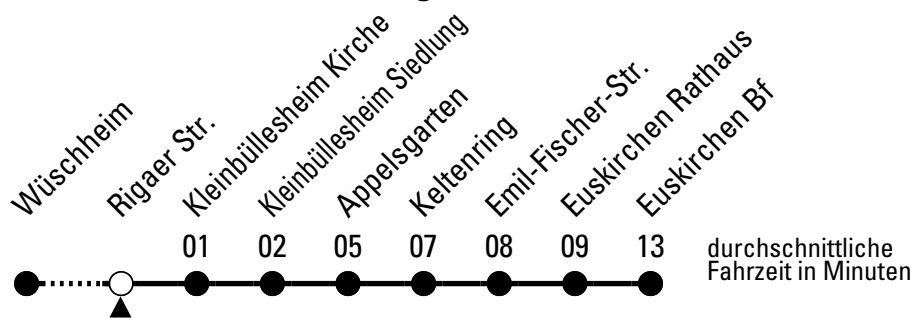 Wüschheim
Rigaer Str.
Kleinbüllesheim Kirche
Kleinbüllesheim Siedlung
Appelsgarten
Keltenring
Emil-Fischer-Str.
Euskirchen Rathaus
Euskirchen Bf
01 02 05 07 08 09 13
durchschnittliche
Fahrzeit in Minuten